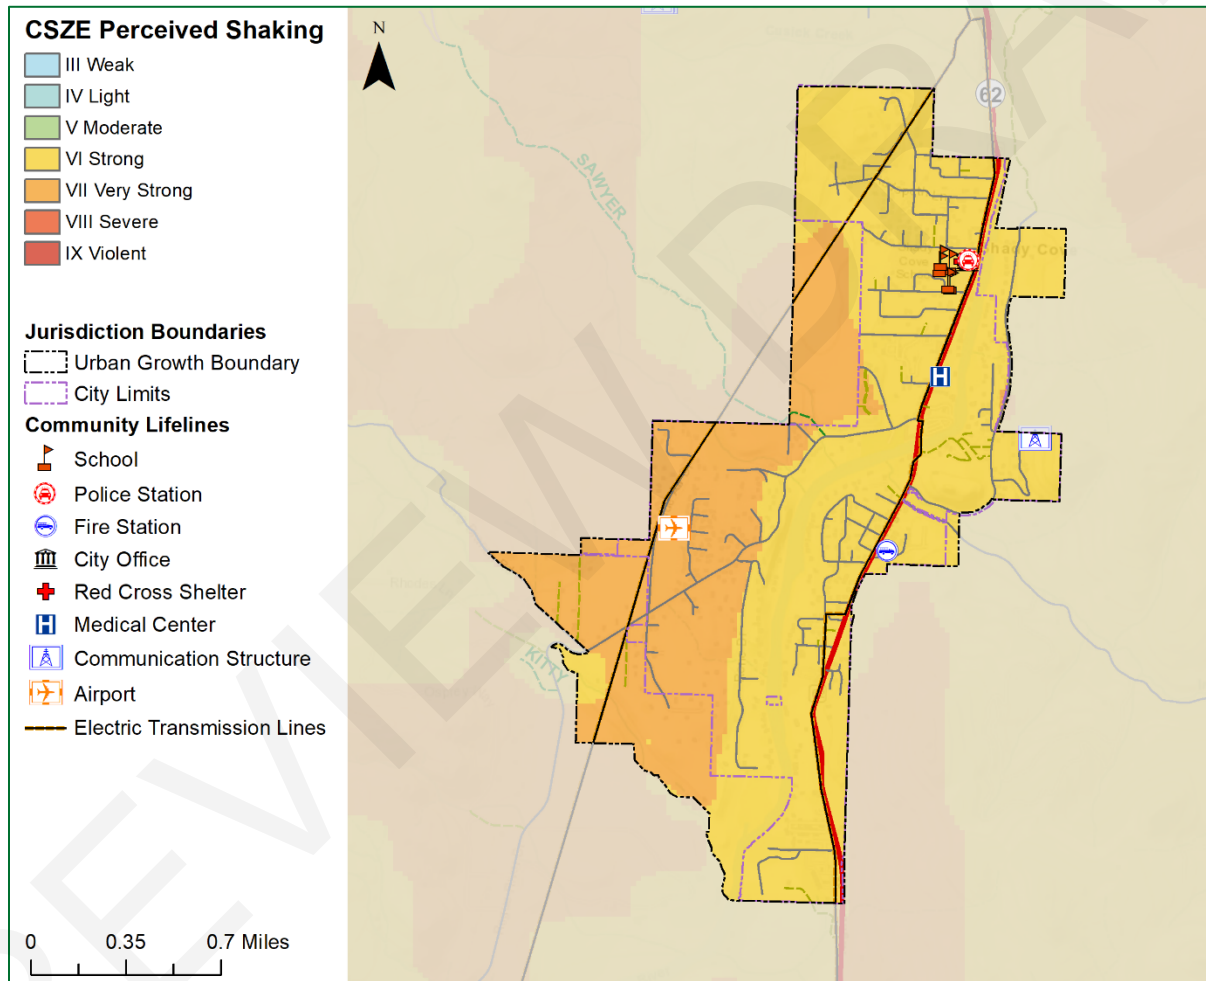 CSZE Perceived Shaking
III Weak
IV Light
V Moderate
VI Strong
VII Very Strong
VIII Severe
IX Violent
Jurisdiction Boundaries
Urban Growth Boundary
City Limits
Community Lifelines
School
Police Station
Fire Station
City Office
Red Cross Shelter
H
Medical Center
Communication Structure
Airport
Electric Transmission Lines
0 0.35 0.7 Miles
N
62
SAWYER
Shady Cove
H
KITTY